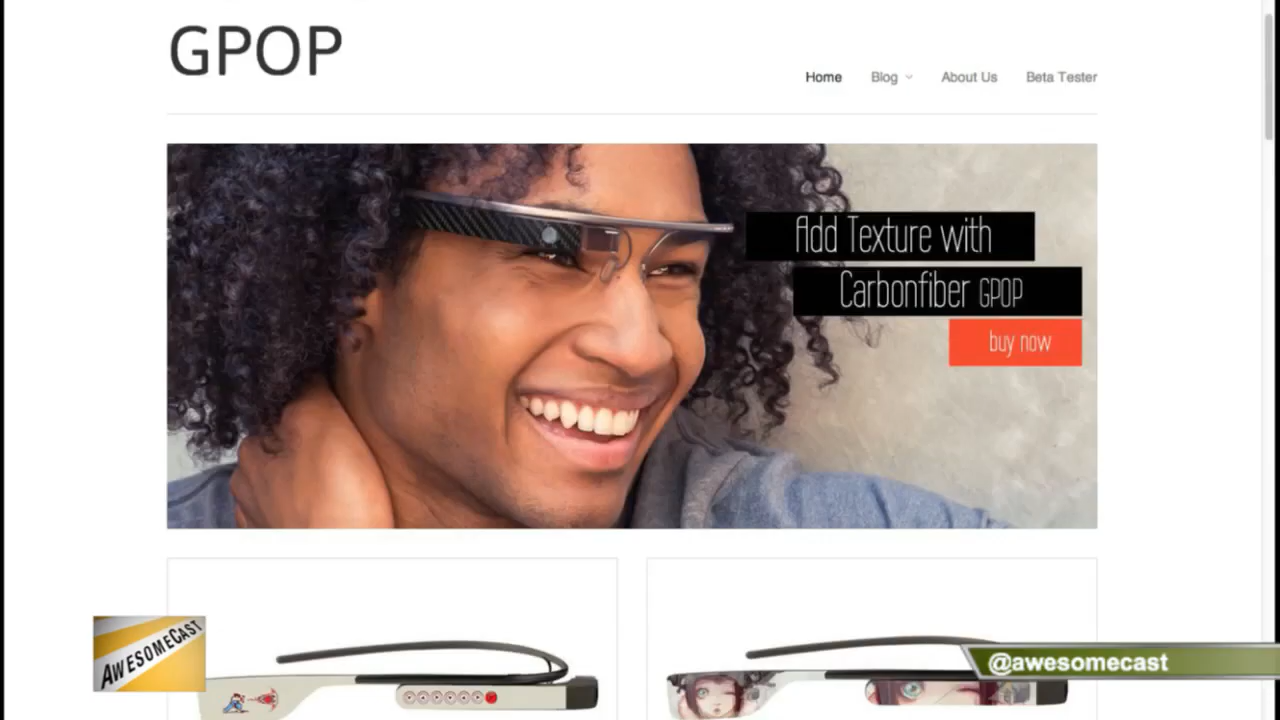 GPOP
Home Blog About Us Beta Tester
Add Texture with
Carbonfiber GPOP
buy now
AWESOMECAST
@awesomecast